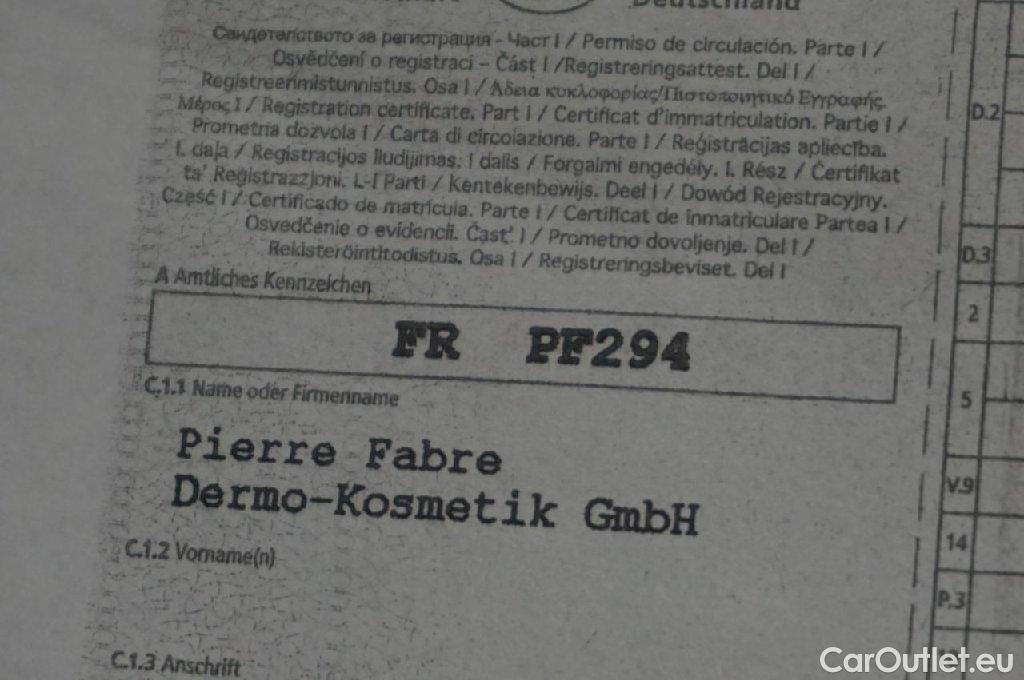 Deutschland
Свидетелството за регистрация - Част I / Permiso de circulación. Parte I /
Osvědčení o registraci – Část I /Registreringsattest. Del I /
Registreerimistunnistus. Osa I / Άδεια κυκλοφορίας/Πιστοποιητικό Εγγραφής.
Μέρος I / Registration certificate. Part I / Certificat d'immatriculation. Partie I /
Prometna dozvola I / Carta di circolazione. Parte I / Reģistrācijas apliecība.
I. daļa / Registracijos liudijimas. I dalis / Forgalmi engedély. I. Rész / Ċertifikat
ta' Reġistrazzjoni. L-I Parti / Kentekenbewijs. Deel I / Dowód Rejestracyjny.
Część I / Certificado de matrícula. Parte I / Certificat de înmatriculare Partea I /
Osvedčenie o evidencii. Časť I / Prometno dovoljenje. Del I /
Rekisteröintitodistus. Osa I / Registreringsbeviset. Del I
A Amtliches Kennzeichen
FR PF294
C.1.1 Name oder Firmenname
Pierre Fabre
Dermo-Kosmetik GmbH
C.1.2 Vorname(n)
C.1.3 Anschrift
D.2
D.3
2
5
V.9
14
P.3
CarOutlet.eu